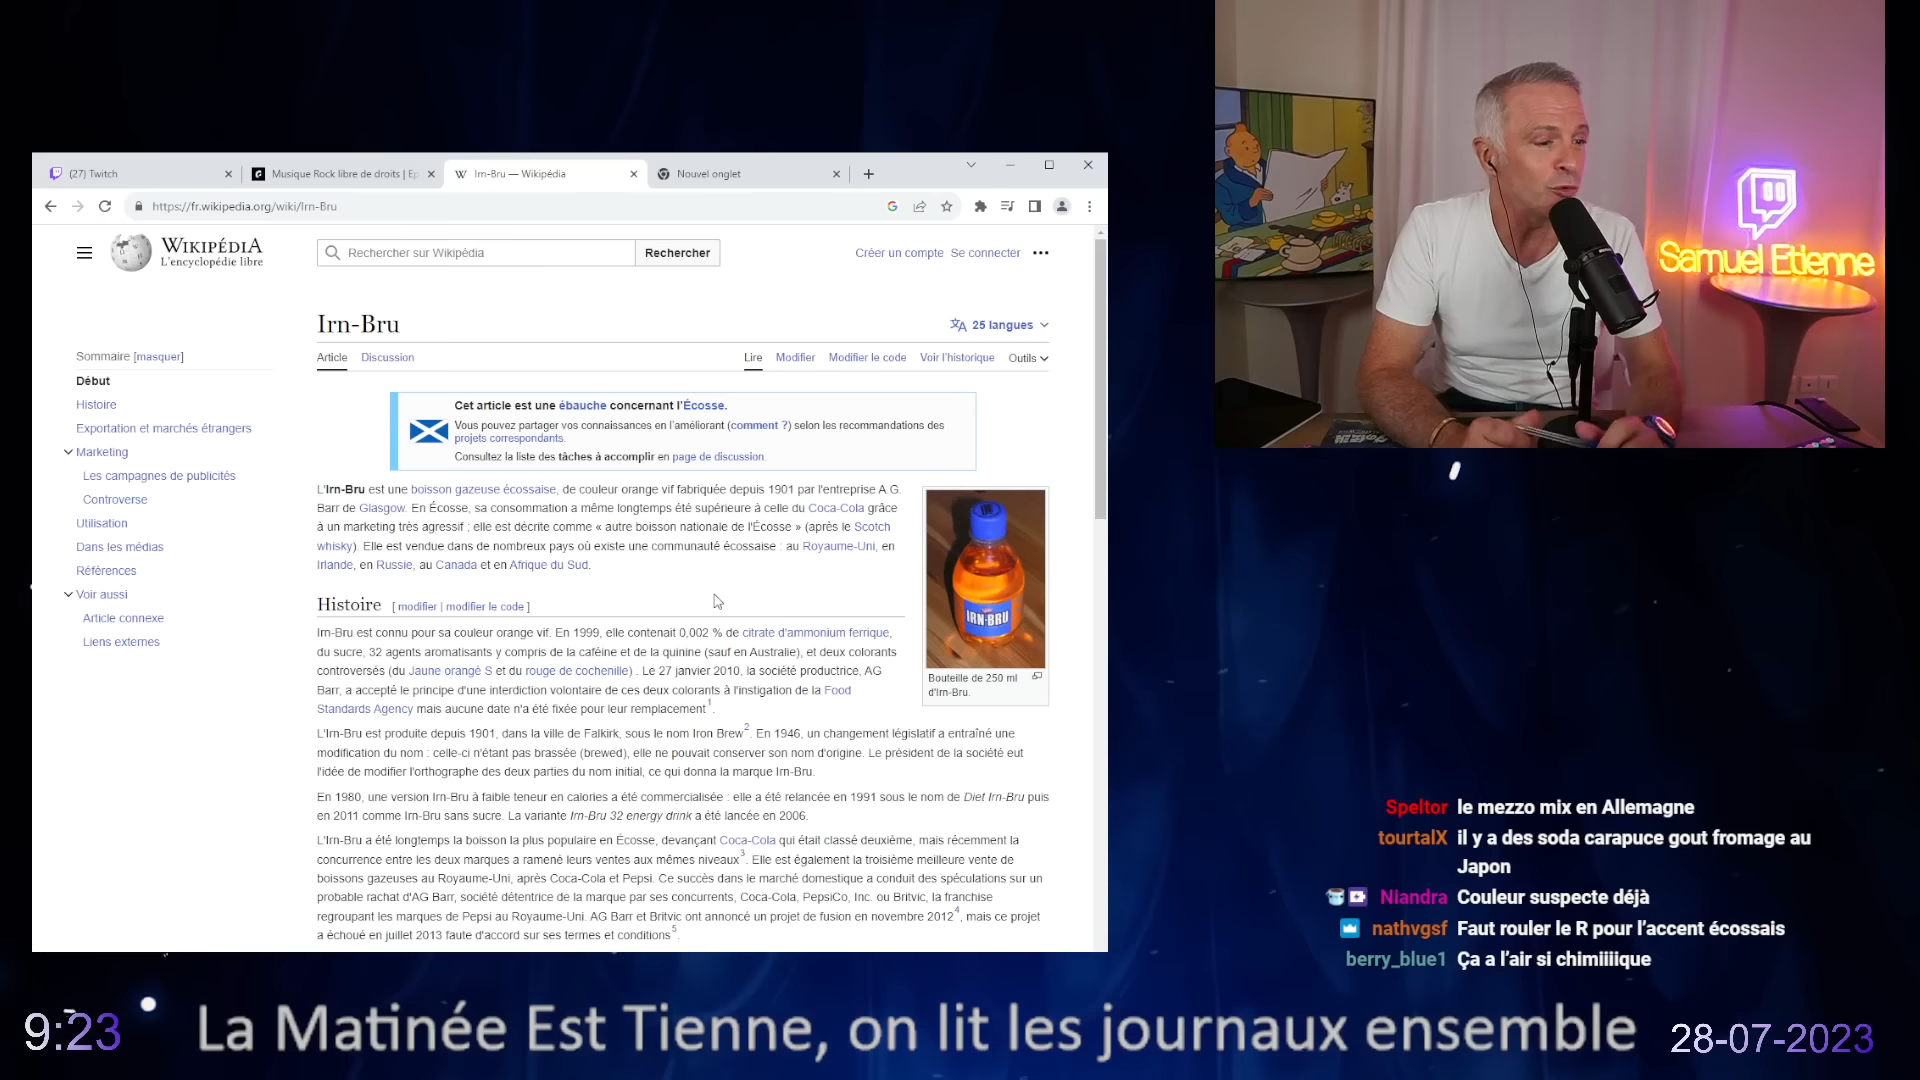 (27) Twitch
Musique Rock libre de droits | Ep
Irn-Bru — Wikipédia
Nouvel onglet
https://fr.wikipedia.org/wiki/Irn-Bru
WIKIPÉDIA
L'encyclopédie libre
Rechercher sur Wikipédia
Rechercher
Créer un compte Se connecter
Irn-Bru
25 langues
Article Discussion
Lire Modifier Modifier le code Voir l'historique Outils
Sommaire [masquer]
Début
Histoire
Exportation et marchés étrangers
Marketing
Les campagnes de publicités
Controverse
Utilisation
Dans les médias
Références
Voir aussi
Article connexe
Liens externes
Cet article est une ébauche concernant l'Écosse.
Vous pouvez partager vos connaissances en l'améliorant (comment ?) selon les recommandations des
projets correspondants.
Consultez la liste des tâches à accomplir en page de discussion.
L'Irn-Bru est une boisson gazeuse écossaise, de couleur orange vif fabriquée depuis 1901 par l'entreprise A.G.
Barr de Glasgow. En Écosse, sa consommation a même longtemps été supérieure à celle du Coca-Cola grâce
à un marketing très agressif ; elle est décrite comme « autre boisson nationale de l'Écosse » (après le Scotch
whisky). Elle est vendue dans de nombreux pays où existe une communauté écossaise : au Royaume-Uni, en
Irlande, en Russie, au Canada et en Afrique du Sud.
IRN-BRU
Bouteille de 250 ml
d'Irn-Bru.
Histoire [ modifier | modifier le code ]
Irn-Bru est connu pour sa couleur orange vif. En 1999, elle contenait 0,002 % de citrate d'ammonium ferrique,
du sucre, 32 agents aromatisants y compris de la caféine et de la quinine (sauf en Australie), et deux colorants
controversés (du Jaune orangé S et du rouge de cochenille) . Le 27 janvier 2010, la société productrice, AG
Barr, a accepté le principe d'une interdiction volontaire de ces deux colorants à l'instigation de la Food
Standards Agency mais aucune date n'a été fixée pour leur remplacement1.
L'Irn-Bru est produite depuis 1901, dans la ville de Falkirk, sous le nom Iron Brew2. En 1946, un changement législatif a entraîné une
modification du nom : celle-ci n'étant pas brassée (brewed), elle ne pouvait conserver son nom d'origine. Le président de la société eut
l'idée de modifier l'orthographe des deux parties du nom initial, ce qui donna la marque Irn-Bru.
En 1980, une version Irn-Bru à faible teneur en calories a été commercialisée : elle a été relancée en 1991 sous le nom de Diet Irn-Bru puis
en 2011 comme Irn-Bru sans sucre. La variante Irn-Bru 32 energy drink a été lancée en 2006.
L'Irn-Bru a été longtemps la boisson la plus populaire en Écosse, devançant Coca-Cola qui était classé deuxième, mais récemment la
concurrence entre les deux marques a ramené leurs ventes aux mêmes niveaux3. Elle est également la troisième meilleure vente de
boissons gazeuses au Royaume-Uni, après Coca-Cola et Pepsi. Ce succès dans le marché domestique a conduit des spéculations sur un
probable rachat d'AG Barr, société détentrice de la marque par ses concurrents, Coca-Cola, PepsiCo, Inc. ou Britvic, la franchise
regroupant les marques de Pepsi au Royaume-Uni. AG Barr et Britvic ont annoncé un projet de fusion en novembre 20124, mais ce projet
a échoué en juillet 2013 faute d'accord sur ses termes et conditions5.
Samuel Etienne
Speltor le mezzo mix en Allemagne
tourtalX il y a des soda carapuce gout fromage au
Japon
Niandra Couleur suspecte déjà
nathvgsf Faut rouler le R pour l'accent écossais
berry_blue1 Ça a l'air si chimiiiique
9:23
La Matinée Est Tienne, on lit les journaux ensemble
28-07-2023